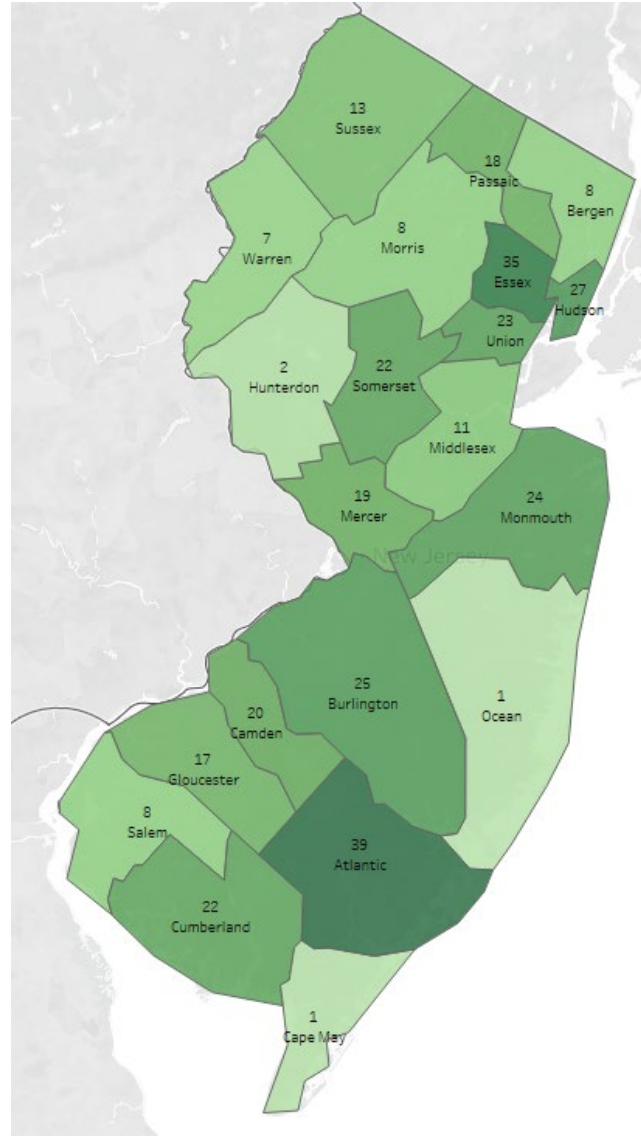 13
Sussex
18
Passaic
8
Bergen
7
Warren
8
Morris
35
Essex
27
Hudson
23
Union
2
Hunterdon
22
Somerset
11
Middlesex
19
Mercer
24
Monmouth
New Jersey
25
Burlington
1
Ocean
20
Camden
17
Gloucester
8
Salem
39
Atlantic
22
Cumberland
1
Cape May